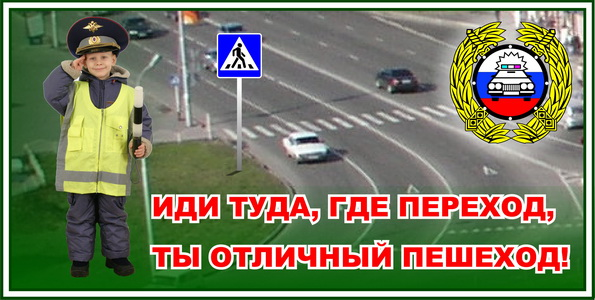 ИДИ ТУДА, ГДЕ ПЕРЕХОД,
ТЫ ОТЛИЧНЫЙ ПЕШЕХОД!